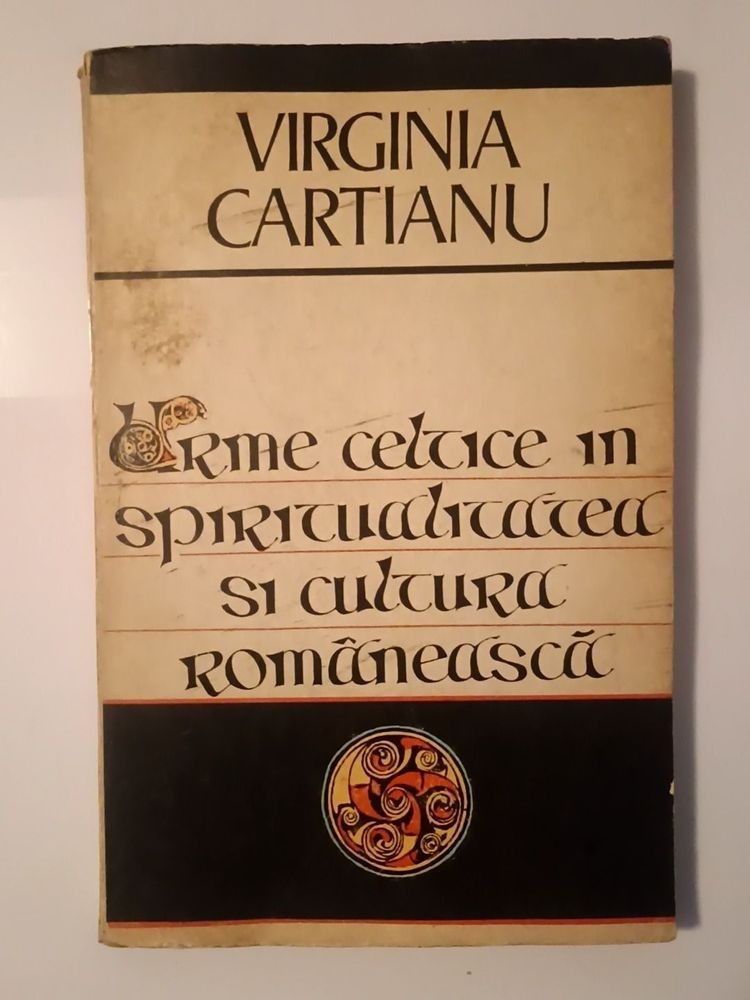 VIRGINIA
CARTIANU
Urme celtice in
spiritualitatea
si cultura
românească